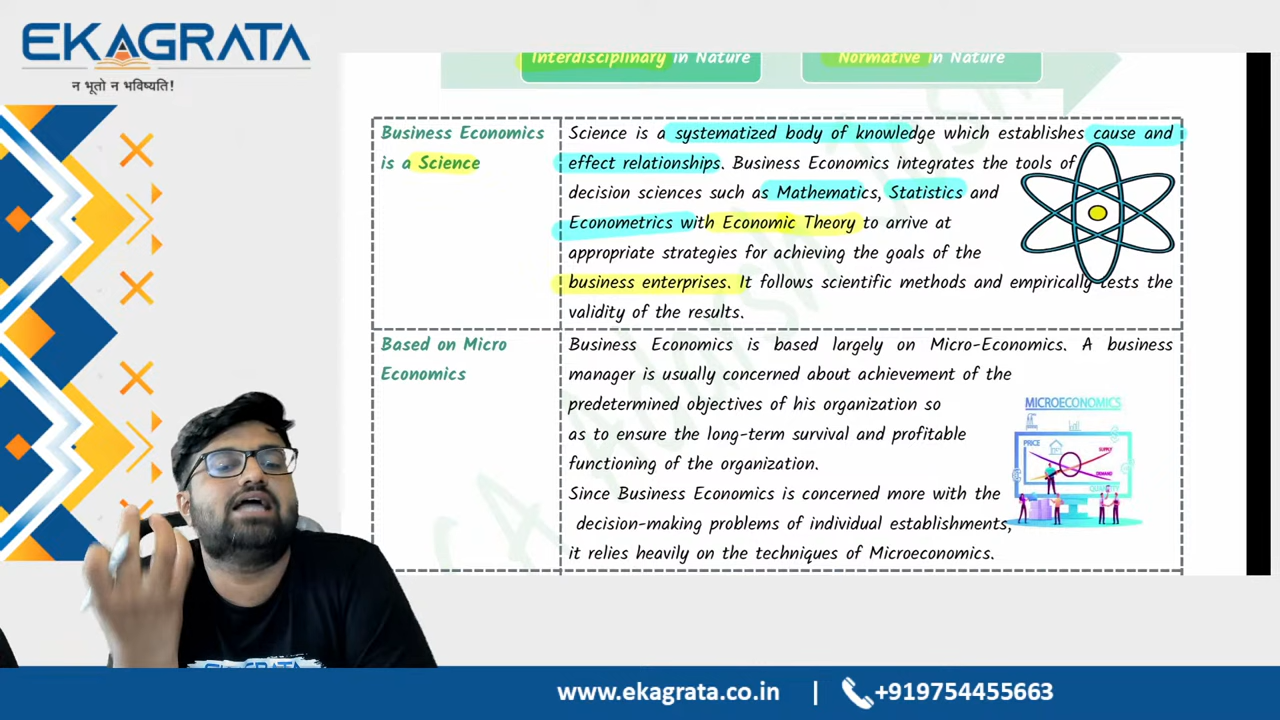 EKAGRATA
न भूतो न भविष्यति!
Interdisciplinary in Nature
Normative in Nature
Business Economics
is a Science
Science is a systematized body of knowledge which establishes cause and
effect relationships. Business Economics integrates the tools of
decision sciences such as Mathematics, Statistics and
Econometrics with Economic Theory to arrive at
appropriate strategies for achieving the goals of the
business enterprises. It follows scientific methods and empirically tests the
validity of the results.
Based on Micro
Economics
Business Economics is based largely on Micro-Economics. A business
manager is usually concerned about achievement of the
predetermined objectives of his organization so
as to ensure the long-term survival and profitable
functioning of the organization.
Since Business Economics is concerned more with the
decision-making problems of individual establishments,
it relies heavily on the techniques of Microeconomics.
MICROECONOMICS
PRICE
SUPPLY
DEMAND
QUANTITY
EKAGRATA
www.ekagrata.co.in | +919754455663